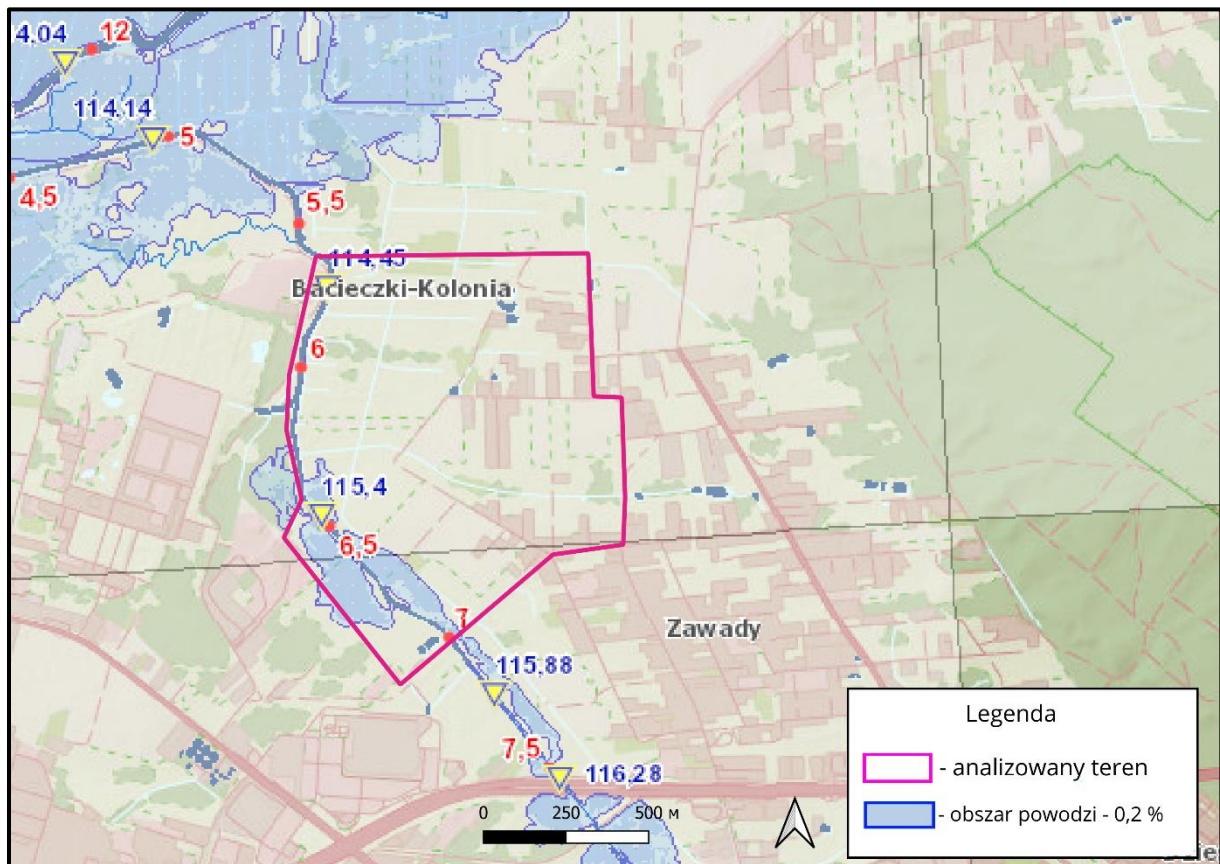 12
4,04
114,14
5
4,5
5,5
114,45
Bacieczki-Kolonia
6
115,4
6,5
7
Zawady
115,88
7,5
116,28
0 250 500 м
Legenda
- analizowany teren
- obszar powodzi - 0,2 %